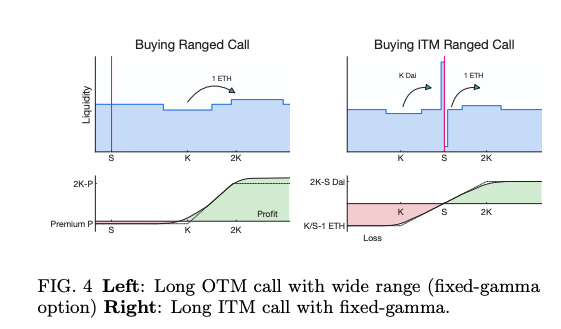 Buying Ranged Call
Buying ITM Ranged Call
Liquidity
1 ETH
K Dai
1 ETH
S
K
2K
K
S
2K
2K-P
Premium P
Profit
K
2K
2K-S Dai
K/S-1 ETH
K
S
2K
Loss
FIG. 4 Left: Long OTM call with wide range (fixed-gamma
option) Right: Long ITM call with fixed-gamma.